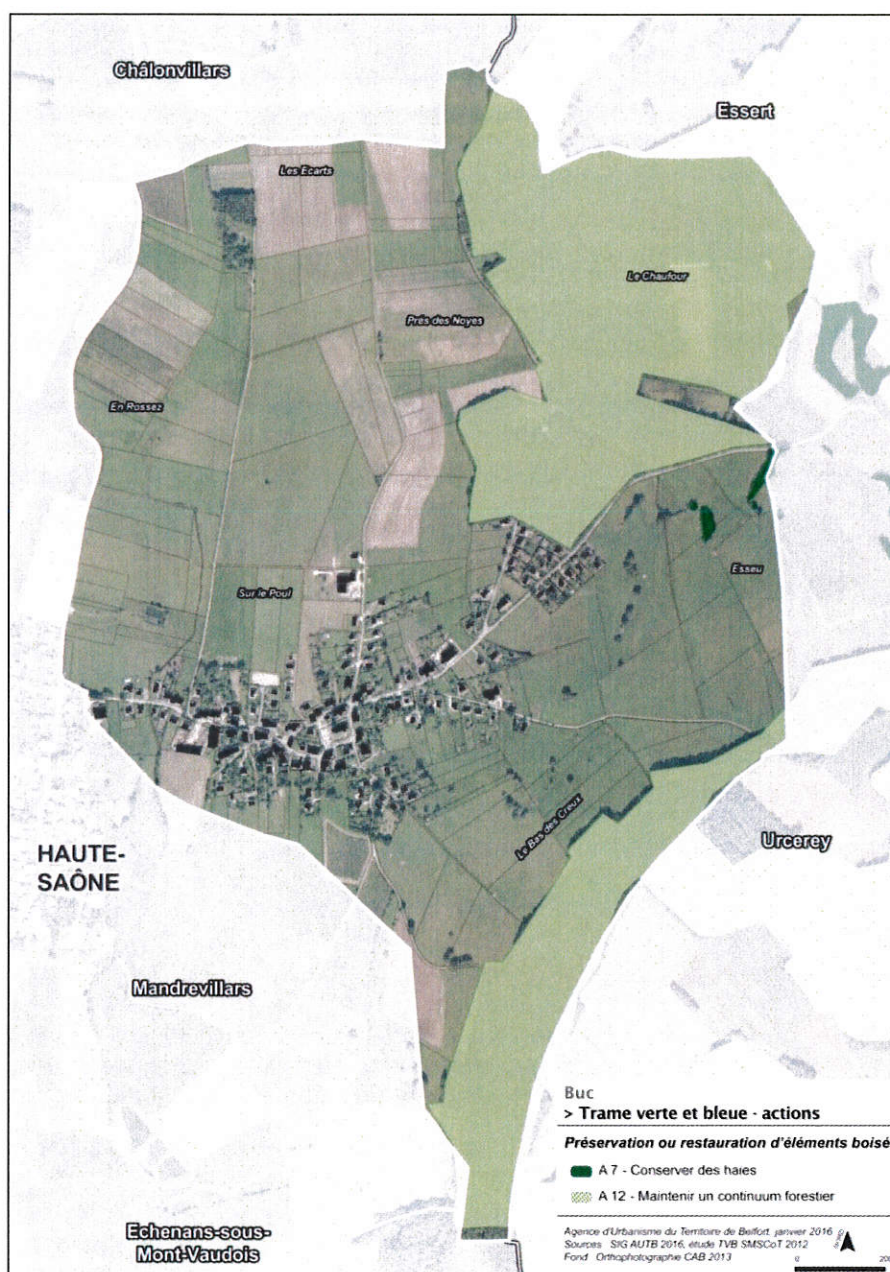 Châlonvillars
Essert
Les Ecarts
Le Chaufour
Prés des Noyes
En Rossez
Esseu
Sur le Poul
Le Bas des Creux
HAUTE-
SAÔNE
Urcerey
Mandrevillars
Echenans-sous-
Mont-Vaudois
Buc
> Trame verte et bleue - actions
Préservation ou restauration d'éléments boisé
A 7 - Conserver des haies
A 12 - Maintenir un continuum forestier
Agence d'Urbanisme du Territoire de Belfort, janvier 2016
Sources SIG AUTB 2016, étude TVB SMSCoT 2012
Fond Orthophotographie CAB 2013
0 200